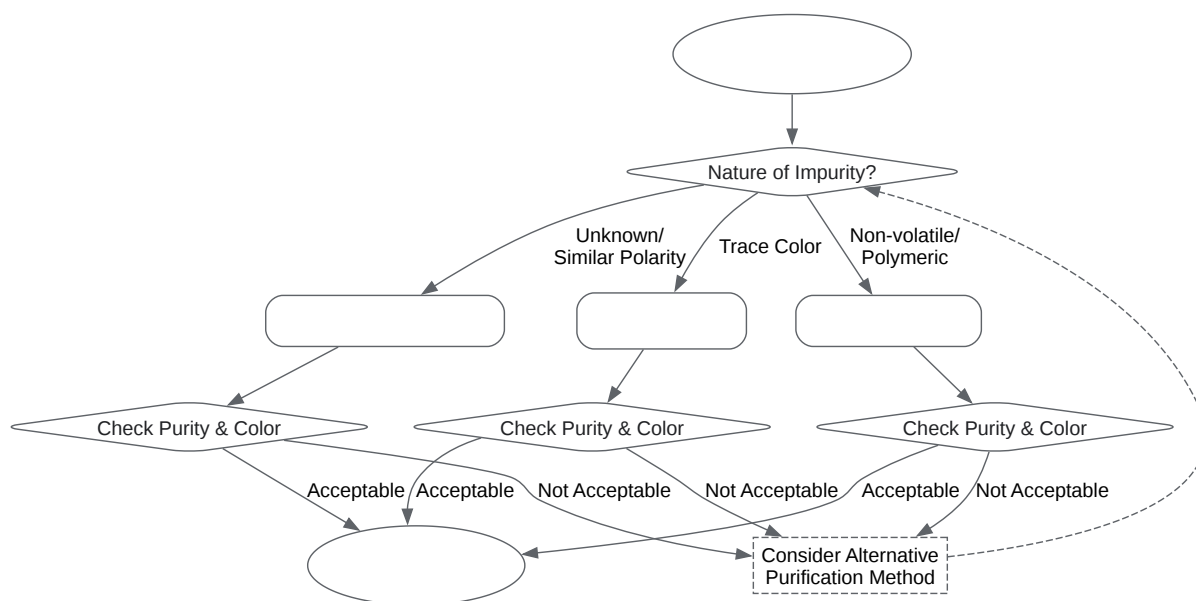 Nature of Impurity?
Unknown/
Similar Polarity
Trace Color
Non-volatile/
Polymeric
Check Purity & Color
Check Purity & Color
Check Purity & Color
Acceptable
Acceptable
Not Acceptable
Not Acceptable
Acceptable
Not Acceptable
Consider Alternative
Purification Method